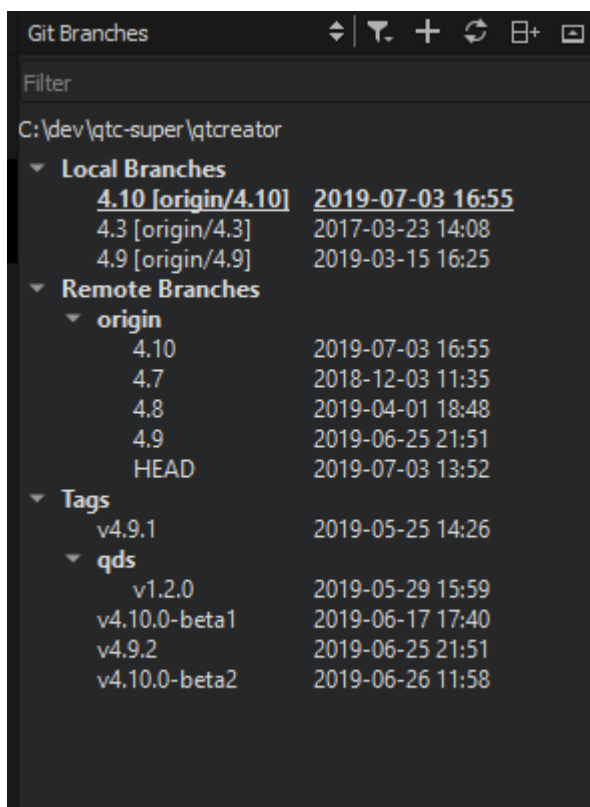 Git Branches
Filter
C:\dev\qtc-super\qtcreator
Local Branches
4.10 [origin/4.10] 2019-07-03 16:55
4.3 [origin/4.3] 2017-03-23 14:08
4.9 [origin/4.9] 2019-03-15 16:25
Remote Branches
origin
4.10 2019-07-03 16:55
4.7 2018-12-03 11:35
4.8 2019-04-01 18:48
4.9 2019-06-25 21:51
HEAD 2019-07-03 13:52
Tags
v4.9.1 2019-05-25 14:26
qds
v1.2.0 2019-05-29 15:59
v4.10.0-beta1 2019-06-17 17:40
v4.9.2 2019-06-25 21:51
v4.10.0-beta2 2019-06-26 11:58